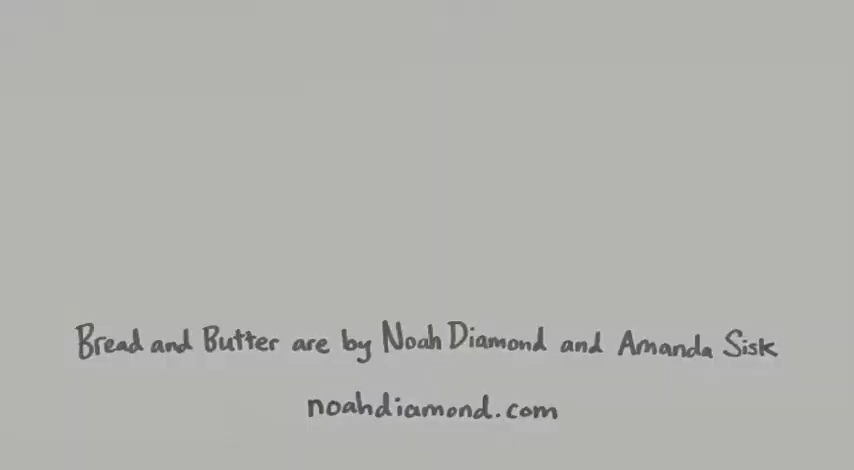 Bread and Butter are by Noah Diamond and Amanda Sisk
noahdiamond.com